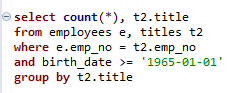 select count(*), t2.title
from employees e, titles t2
where e.emp_no = t2.emp_no
and birth_date >= '1965-01-01'
group by t2.title